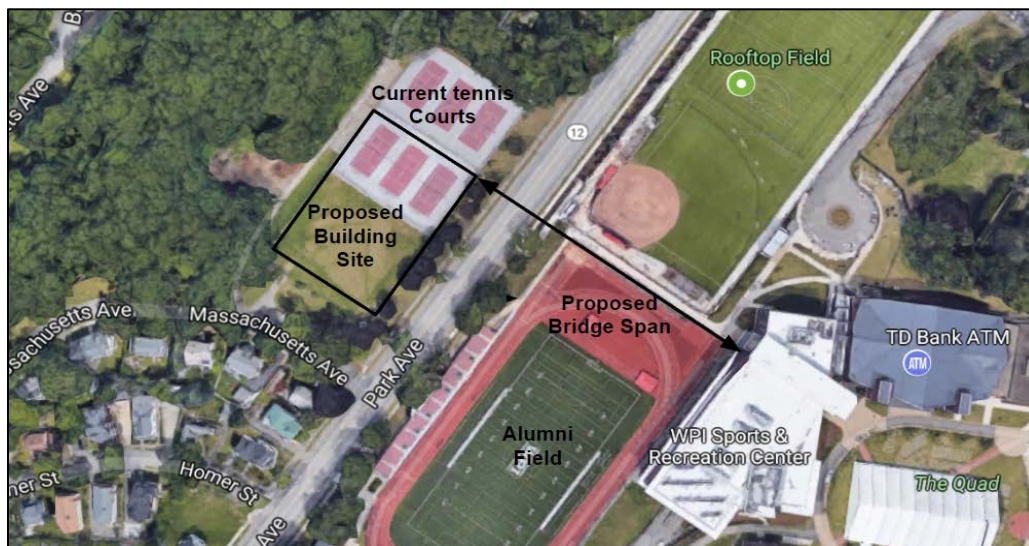 Rooftop Field
Current tennis
Courts
12
Proposed
Building
Site
Proposed
Bridge Span
Massachusetts Ave
Massachusetts Ave.
Park Ave
TD Bank ATM
ATM
WPI Sports &
Recreation Center
Alumni
Field
The Quad
Horner St
Ave